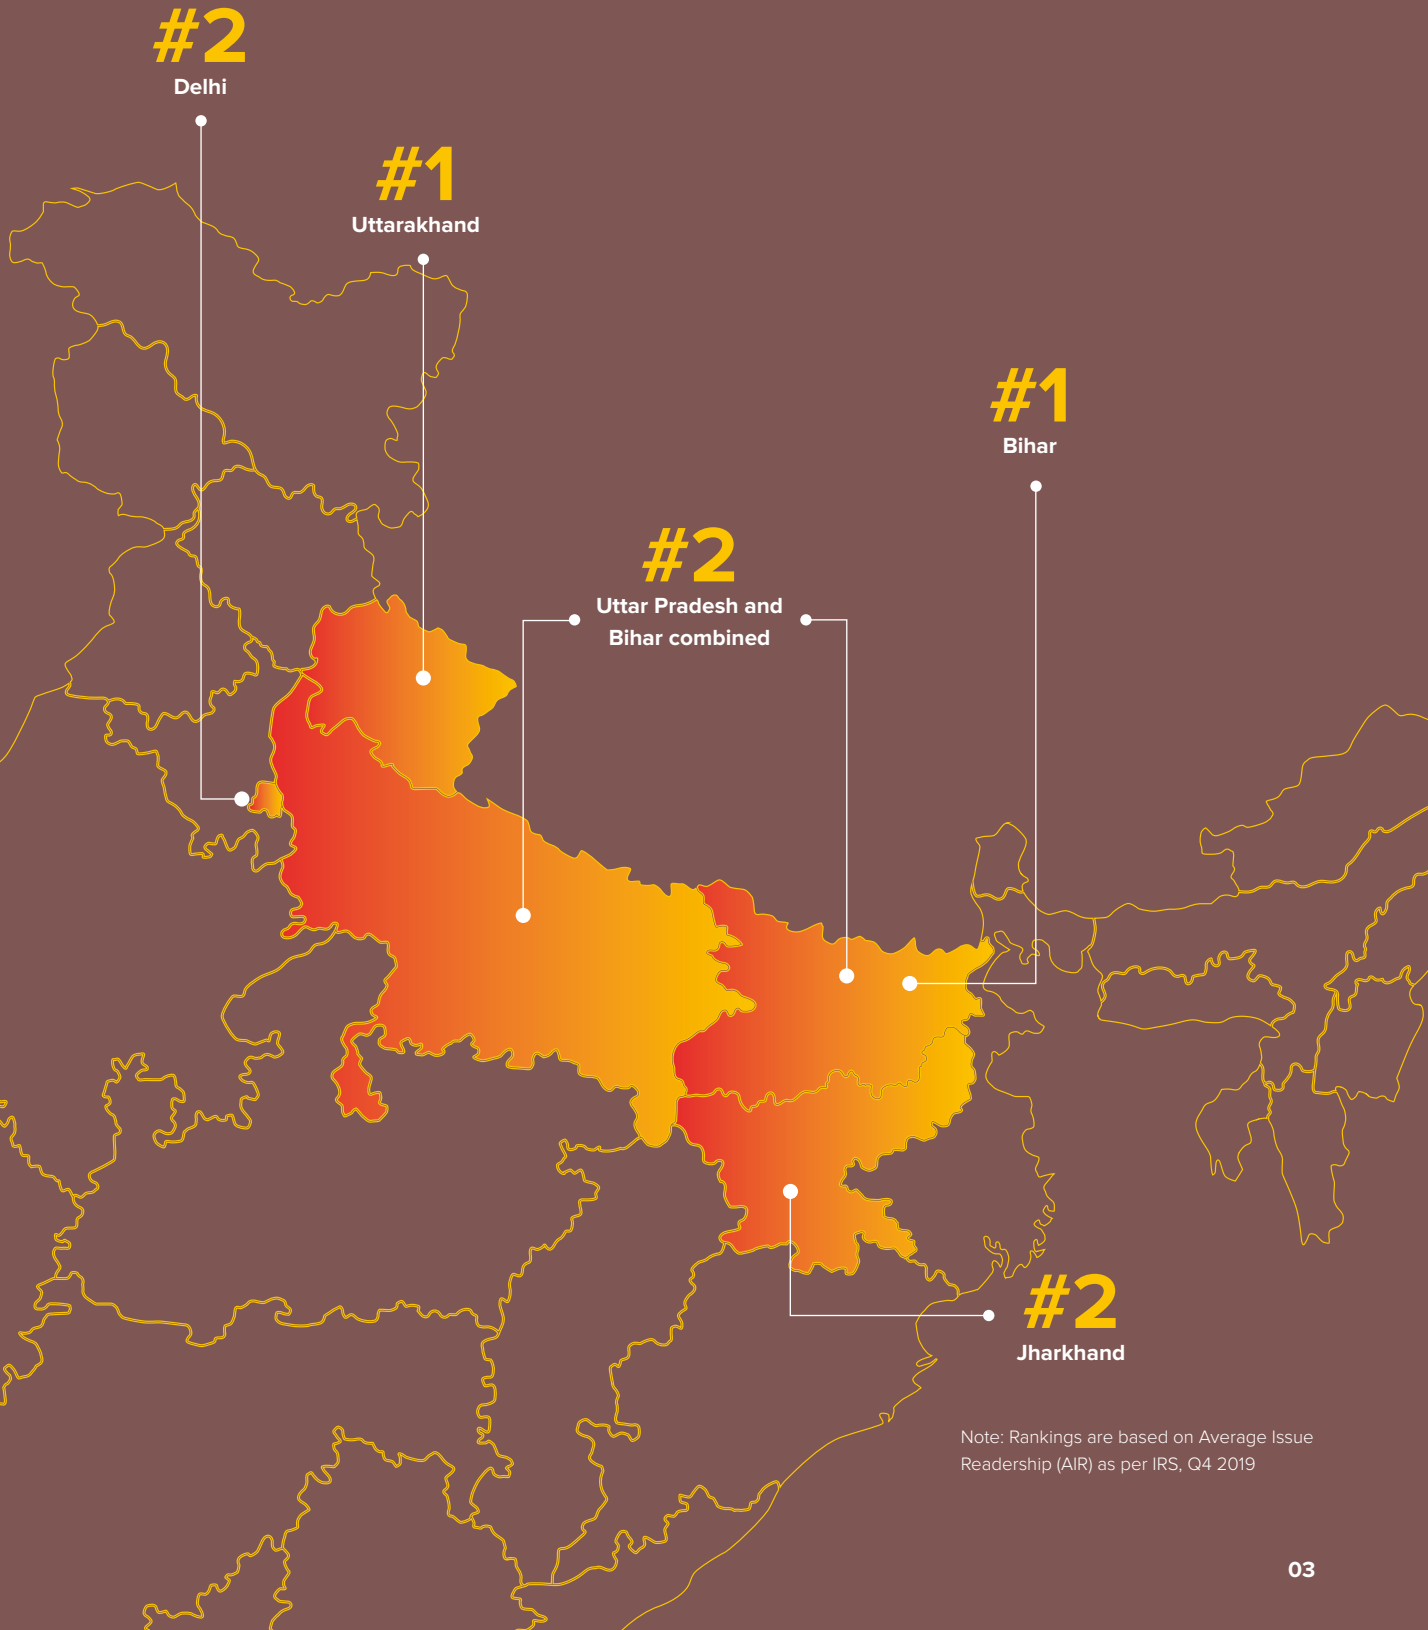 #2
Delhi
#1
Uttarakhand
#1
Bihar
#2
Uttar Pradesh and
Bihar combined
#2
Jharkhand
Note: Rankings are based on Average Issue
Readership (AIR) as per IRS, Q4 2019
03